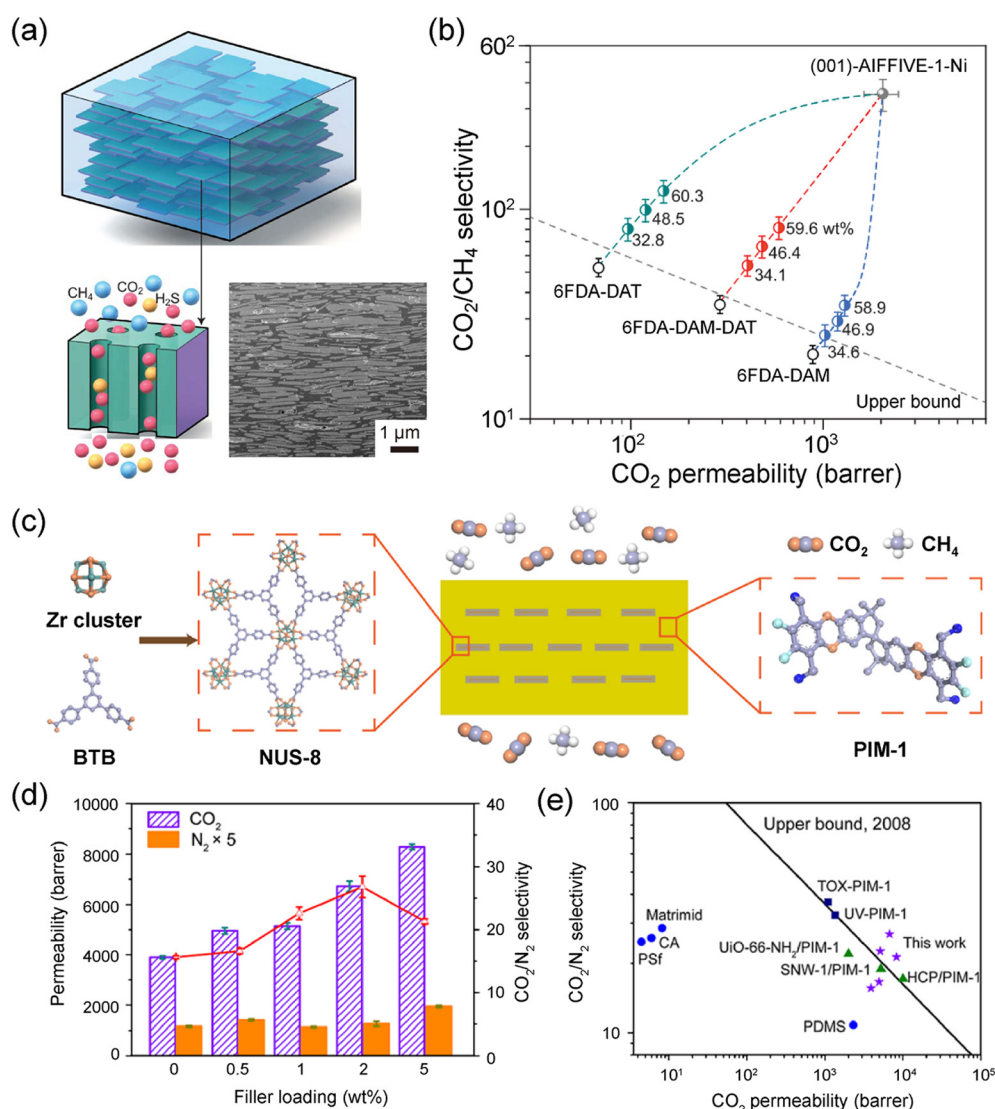 (a)
CH₄
CO₂
H₂S
1 μm
(b)
60²
10²
10¹
CO₂/CH₄ selectivity
(001)-AlFFIVE-1-Ni
60.3
48.5
32.8
6FDA-DAT
59.6 wt%
46.4
34.1
6FDA-DAM-DAT
58.9
46.9
34.6
6FDA-DAM
Upper bound
10² 10³
CO₂ permeability (barrer)
(c)
Zr cluster
BTB
NUS-8
CO₂ CH₄
PIM-1
(d)
10000
8000
6000
4000
2000
0
Permeability (barrer)
CO₂
N₂ × 5
40
30
20
10
0
CO₂/N₂ selectivity
0 0.5 1 2 5
Filler loading (wt%)
(e)
100
10
CO₂/N₂ selectivity
Upper bound, 2008
TOX-PIM-1
UV-PIM-1
Matrimid
CA
PSf
This work
UiO-66-NH₂/PIM-1
SNW-1/PIM-1
HCP/PIM-1
PDMS
10¹ 10² 10³ 10⁴ 10⁵
CO₂ permeability (barrer)